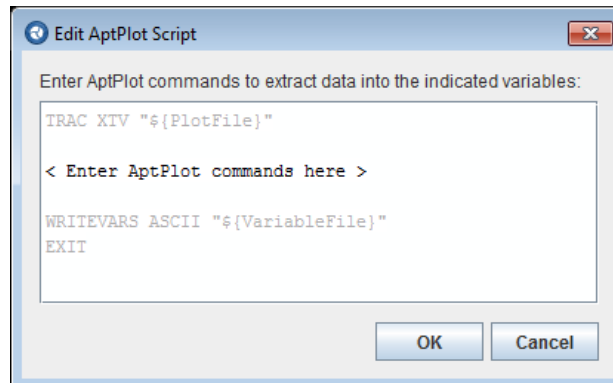 Edit AptPlot Script
Enter AptPlot commands to extract data into the indicated variables:
TRAC XTV "${PlotFile}"
< Enter AptPlot commands here >
WRITEVARS ASCII "${VariableFile}"
EXIT
OK Cancel